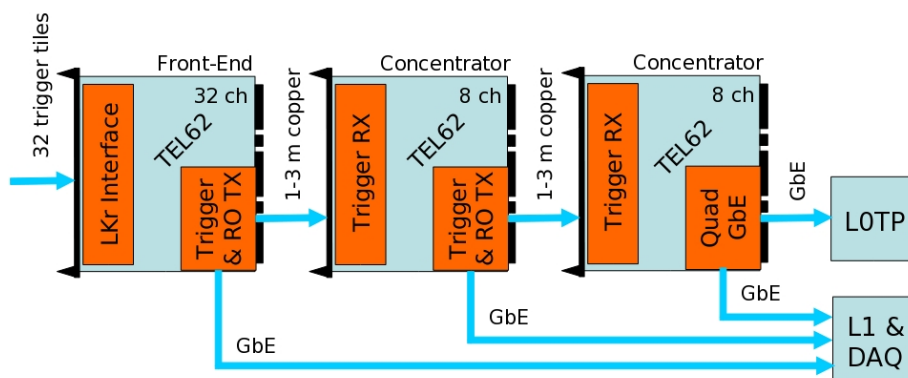 32 trigger tiles
Front-End
32 ch
LKr Interface
TEL62
Trigger
& RO TX
1-3 m copper
GbE
Concentrator
8 ch
Trigger RX
TEL62
Trigger
& RO TX
1-3 m copper
GbE
Concentrator
8 ch
Trigger RX
TEL62
Quad
GbE
GbE
GbE
L0TP
L1 &
DAQ